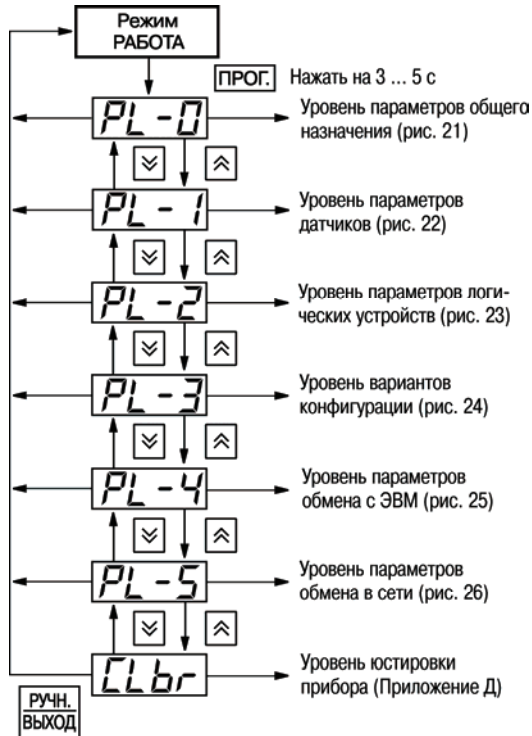 Режим
РАБОТА
ПРОГ. Нажать на 3 ... 5 с
PL-0
Уровень параметров общего
назначения (рис. 21)
PL-1
Уровень параметров
датчиков (рис. 22)
PL-2
Уровень параметров логи-
ческих устройств (рис. 23)
PL-3
Уровень вариантов
конфигурации (рис. 24)
PL-4
Уровень параметров
обмена с ЭВМ (рис. 25)
PL-5
Уровень параметров
обмена в сети (рис. 26)
CLbr
Уровень юстировки
прибора (Приложение Д)
РУЧН.
ВЫХОД